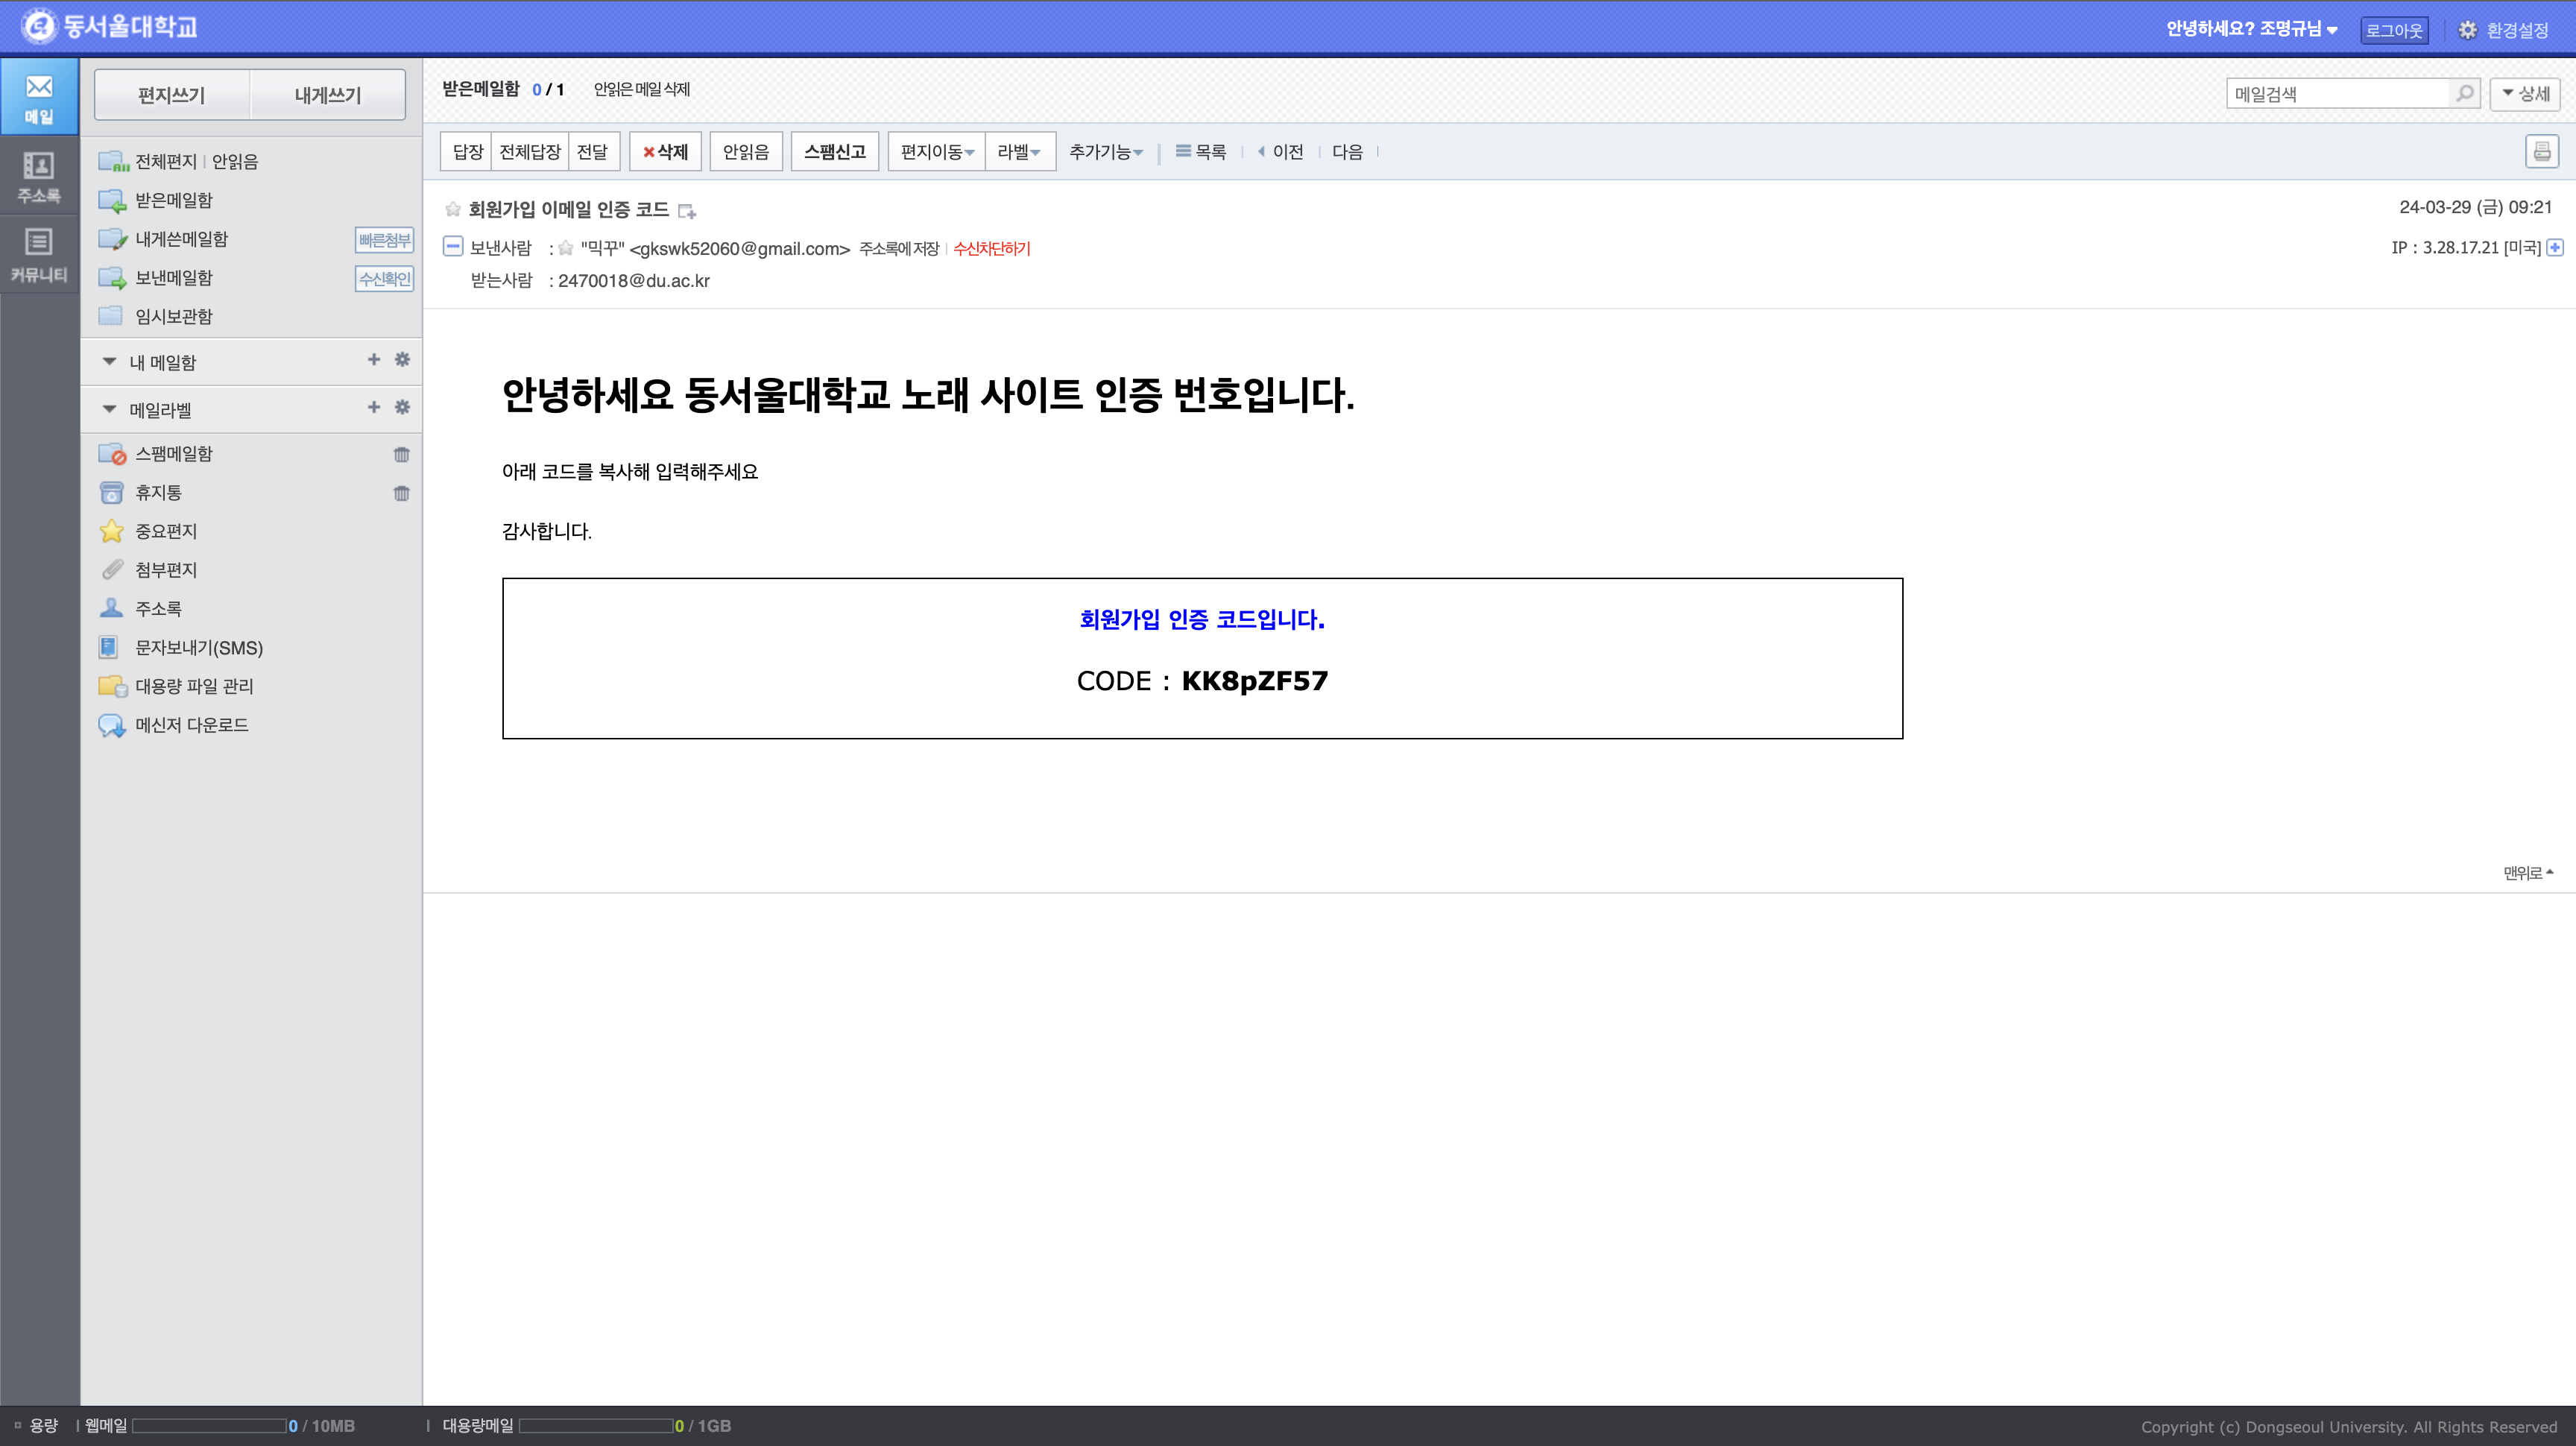 동서울대학교
안녕하세요? 조명규님
로그아웃
환경설정
메일
주소록
커뮤니티
편지쓰기 내게쓰기
전체편지 | 안읽음
받은메일함
내게쓴메일함 빠른첨부
보낸메일함 수신확인
임시보관함
내 메일함
메일라벨
스팸메일함
휴지통
중요편지
첨부편지
주소록
문자보내기(SMS)
대용량 파일 관리
메신저 다운로드
받은메일함 0 / 1 안읽은 메일 삭제
메일검색 상세
답장 전체답장 전달 삭제 안읽음 스팸신고 편지이동 라벨 추가기능 목록 이전 다음
회원가입 이메일 인증 코드
24-03-29 (금) 09:21
보낸사람 : "믹꾸" <gkswk52060@gmail.com> 주소록에 저장 | 수신차단하기
IP : 3.28.17.21 [미국]
받는사람 : 2470018@du.ac.kr
안녕하세요 동서울대학교 노래 사이트 인증 번호입니다.
아래 코드를 복사해 입력해주세요
감사합니다.
회원가입 인증 코드입니다.
CODE : KK8pZF57
맨위로
용량 | 웹메일 0 / 10MB | 대용량메일 0 / 1GB
Copyright (c) Dongseoul University. All Rights Reserved